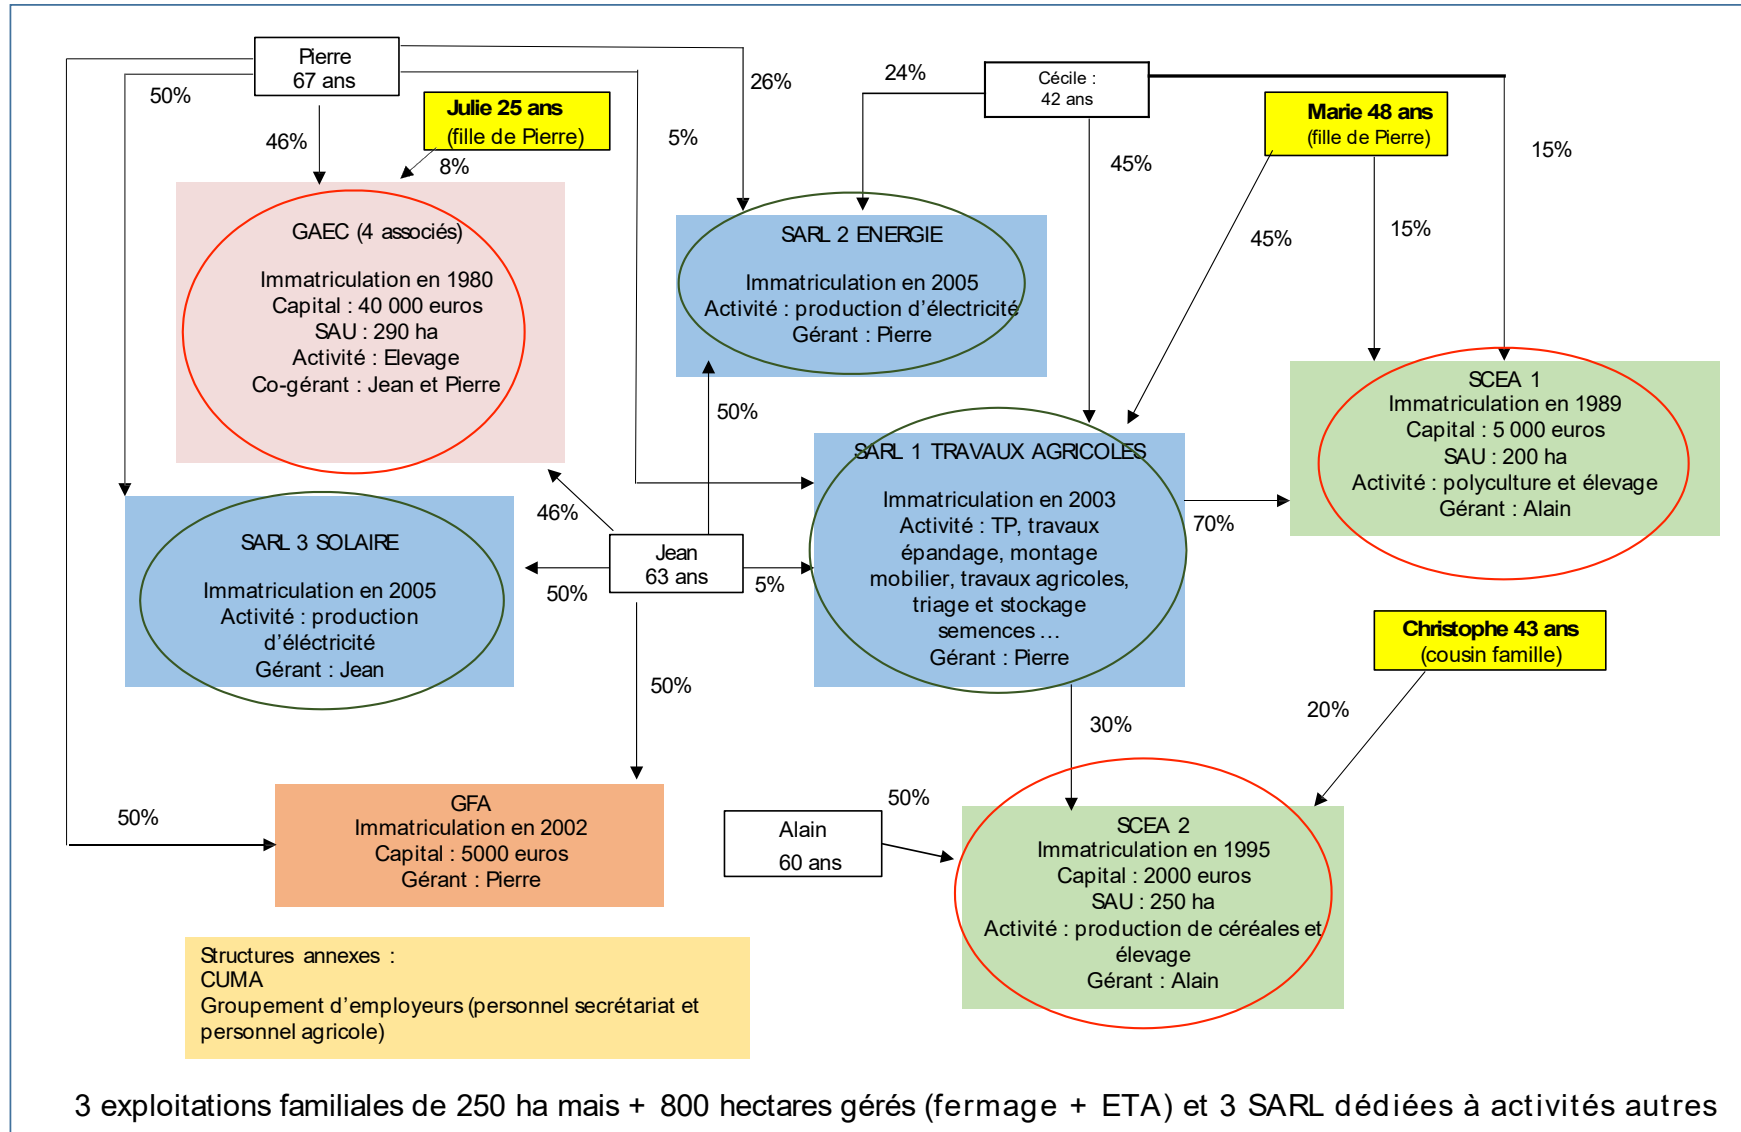 Pierre
67 ans
50%
46%
Julie 25 ans
(fille de Pierre)
8%
5%
26%
24%
Cécile :
42 ans
45%
Marie 48 ans
(fille de Pierre)
45%
15%
15%
GAEC (4 associés)
Immatriculation en 1980
Capital : 40 000 euros
SAU : 290 ha
Activité : Elevage
Co-gérant : Jean et Pierre
SARL 2 ENERGIE
Immatriculation en 2005
Activité : production d’électricité
Gérant : Pierre
SCEA 1
Immatriculation en 1989
Capital : 5 000 euros
SAU : 200 ha
Activité : polyculture et élevage
Gérant : Alain
50%
SARL 1 TRAVAUX AGRICOLES
Immatriculation en 2003
Activité : TP, travaux
épandage, montage
mobilier, travaux agricoles,
triage et stockage
semences …
Gérant : Pierre
70%
46%
SARL 3 SOLAIRE
Immatriculation en 2005
Activité : production
d’éléctricité
Gérant : Jean
Jean
63 ans
50%
5%
50%
Christophe 43 ans
(cousin famille)
30%
20%
50%
GFA
Immatriculation en 2002
Capital : 5000 euros
Gérant : Pierre
Alain
60 ans
50%
SCEA 2
Immatriculation en 1995
Capital : 2000 euros
SAU : 250 ha
Activité : production de céréales et
élevage
Gérant : Alain
Structures annexes :
CUMA
Groupement d’employeurs (personnel secrétariat et
personnel agricole)
3 exploitations familiales de 250 ha mais + 800 hectares gérés (fermage + ETA) et 3 SARL dédiées à activités autres